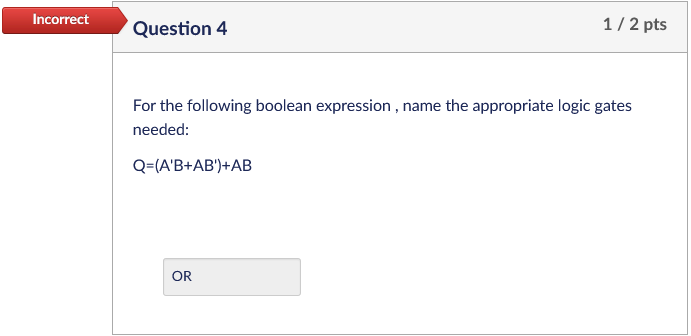 Incorrect
Question 4
1 / 2 pts
For the following boolean expression , name the appropriate logic gates
needed:
Q=(A'B+AB')+AB
OR